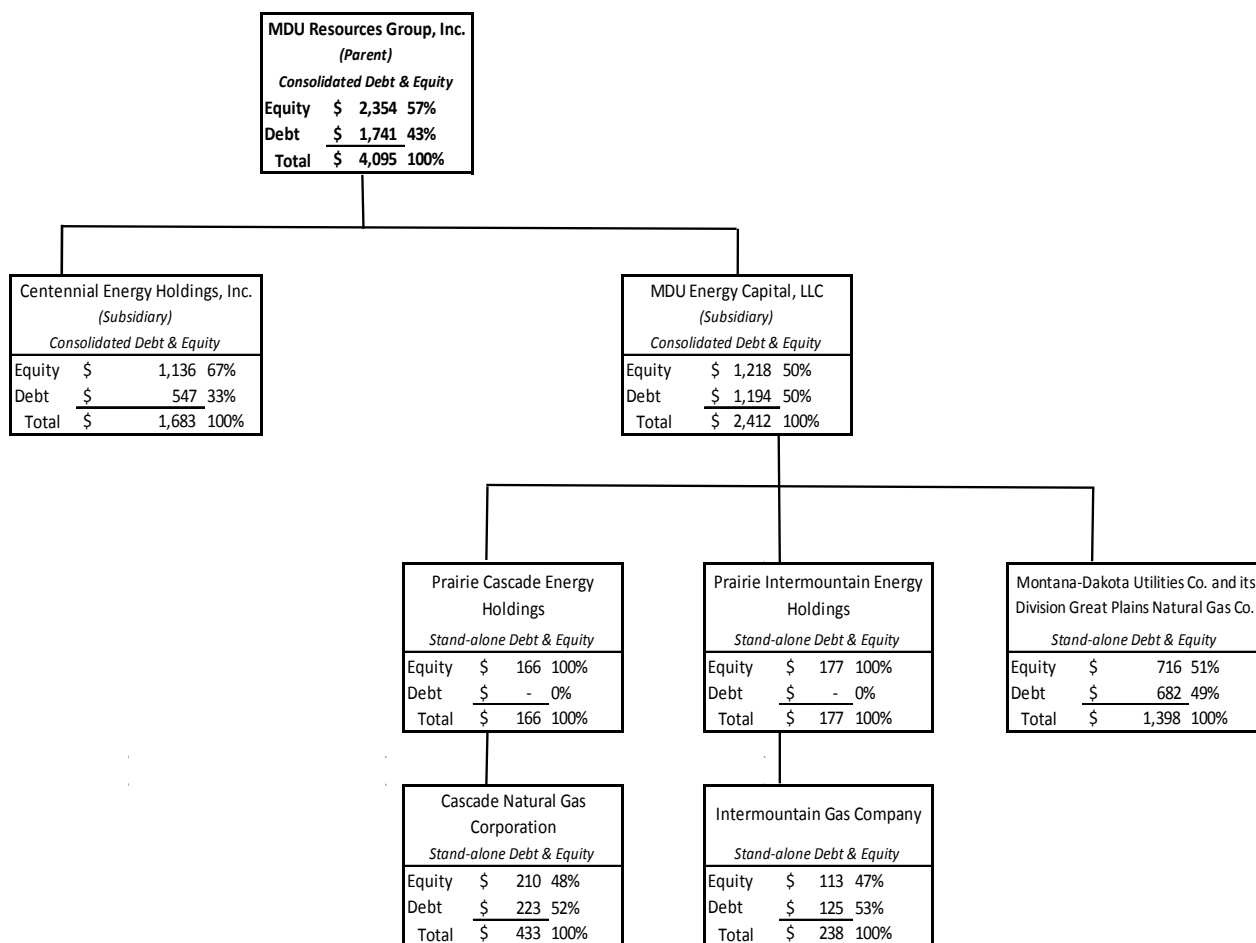 MDU Resources Group, Inc.
(Parent)
Consolidated Debt & Equity
Equity $ 2,354 57%
Debt $ 1,741 43%
Total $ 4,095 100%
Centennial Energy Holdings, Inc.
(Subsidiary)
Consolidated Debt & Equity
Equity $ 1,136 67%
Debt $ 547 33%
Total $ 1,683 100%
MDU Energy Capital, LLC
(Subsidiary)
Consolidated Debt & Equity
Equity $ 1,218 50%
Debt $ 1,194 50%
Total $ 2,412 100%
Prairie Cascade Energy
Holdings
Stand-alone Debt & Equity
Equity $ 166 100%
Debt $ - 0%
Total $ 166 100%
Prairie Intermountain Energy
Holdings
Stand-alone Debt & Equity
Equity $ 177 100%
Debt $ - 0%
Total $ 177 100%
Montana-Dakota Utilities Co. and its
Division Great Plains Natural Gas Co.
Stand-alone Debt & Equity
Equity $ 716 51%
Debt $ 682 49%
Total $ 1,398 100%
Cascade Natural Gas
Corporation
Stand-alone Debt & Equity
Equity $ 210 48%
Debt $ 223 52%
Total $ 433 100%
Intermountain Gas Company
Stand-alone Debt & Equity
Equity $ 113 47%
Debt $ 125 53%
Total $ 238 100%